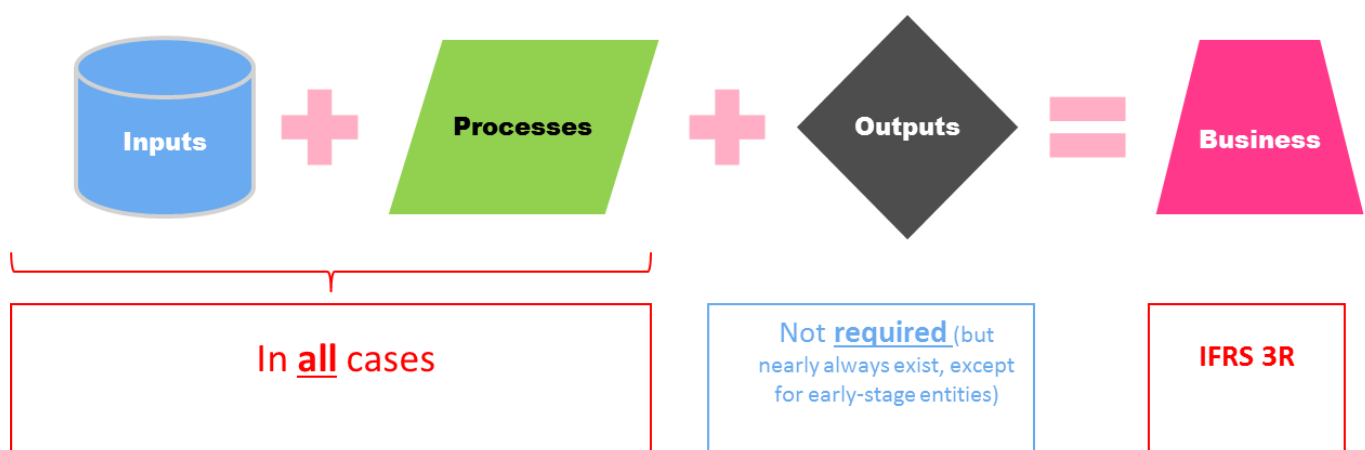 Inputs
Processes
Outputs
Business
In all cases
Not required (but
nearly always exist, except
for early-stage entities)
IFRS 3R